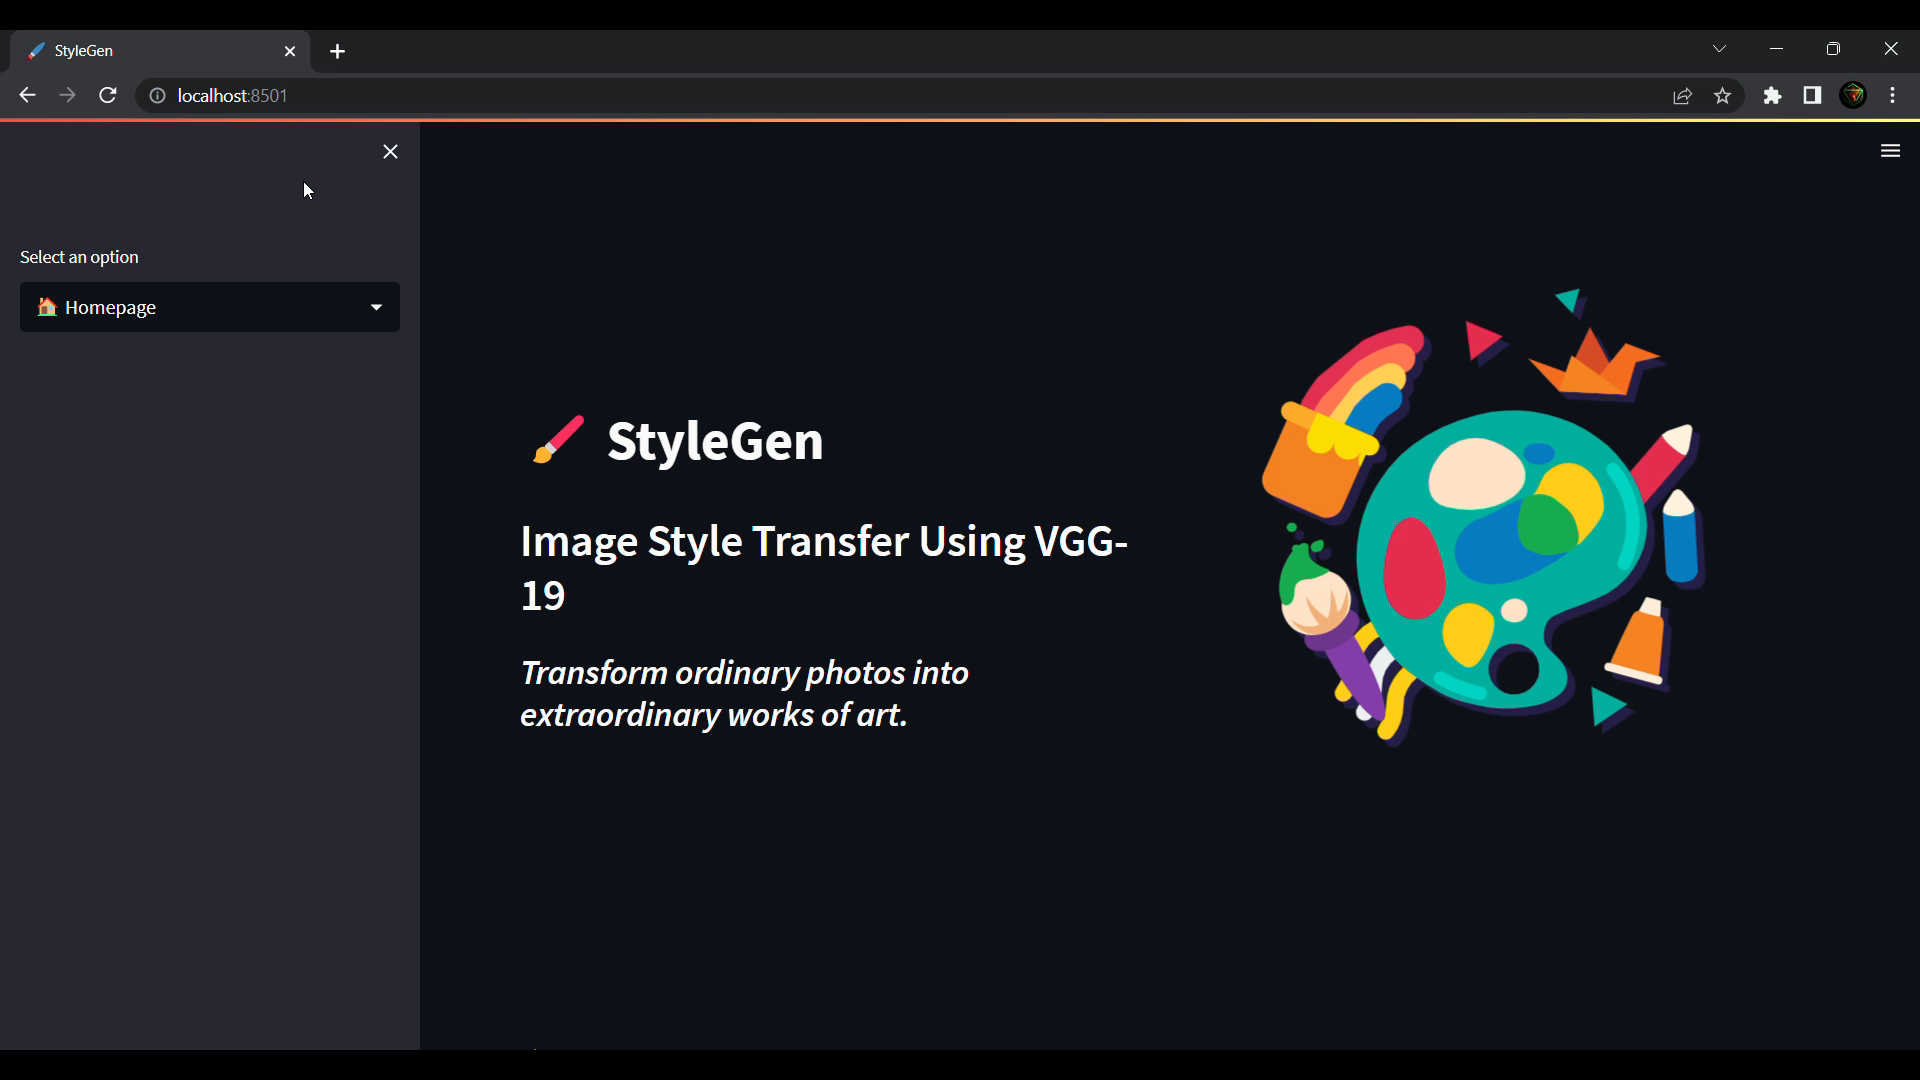 StyleGen
localhost:8501
Select an option
Homepage
StyleGen
Image Style Transfer Using VGG-
19
Transform ordinary photos into
extraordinary works of art.